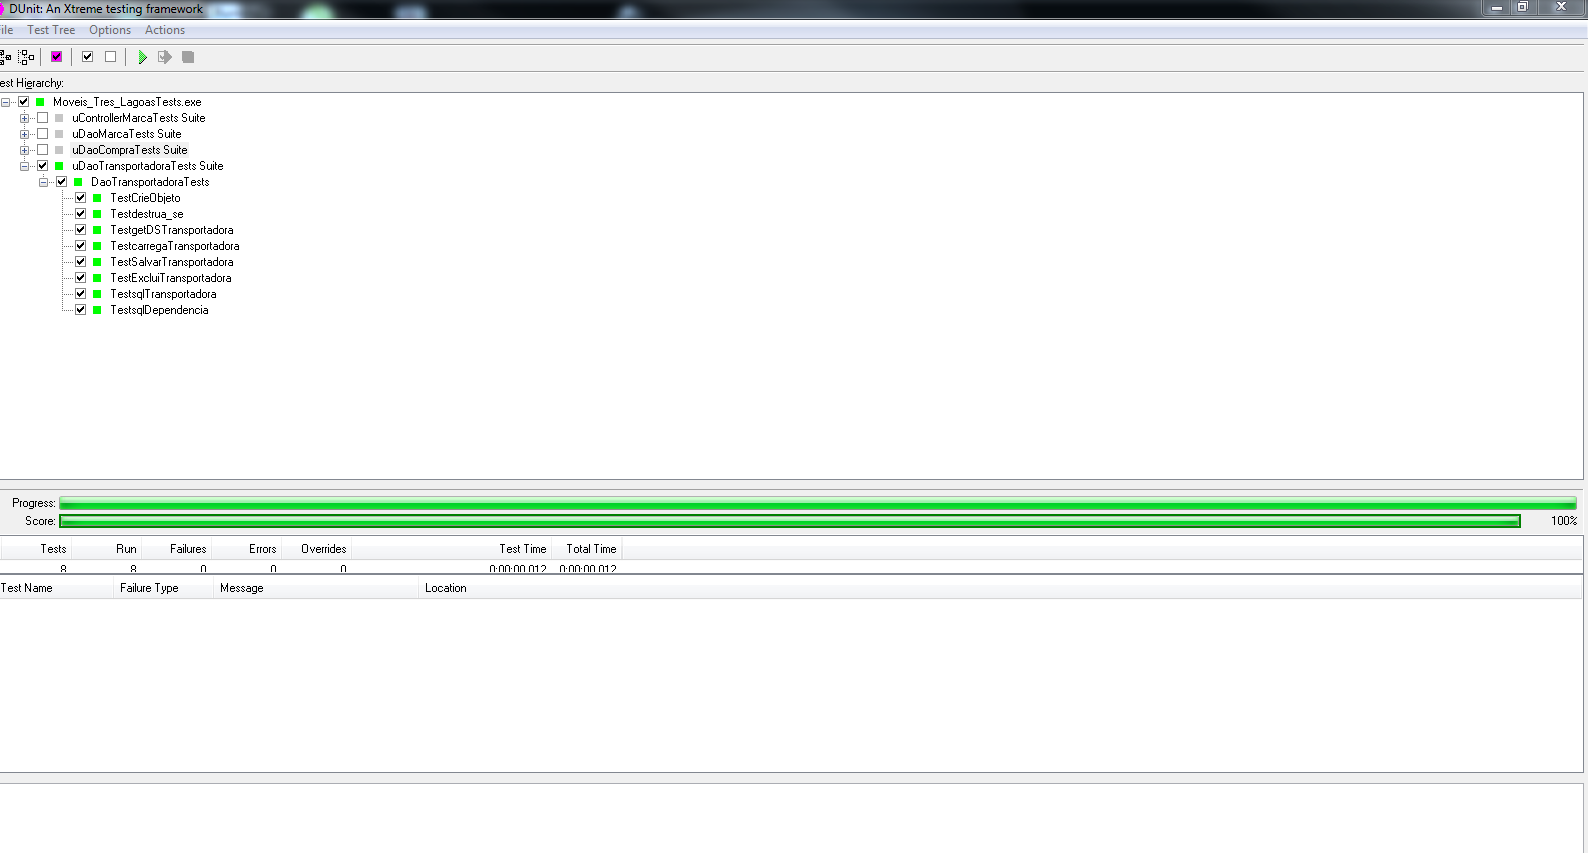 DUnit: An Xtreme testing framework
ile Test Tree Options Actions
est Hierarchy:
Moveis_Tres_LagoasTests.exe
uControllerMarcaTests Suite
uDaoMarcaTests Suite
uDaoCompraTests Suite
uDaoTransportadoraTests Suite
DaoTransportadoraTests
TestCrieObjeto
Testdestrua_se
TestgetDSTransportadora
TestcarregaTransportadora
TestSalvarTransportadora
TestExcluiTransportadora
TestsqlTransportadora
TestsqlDependencia
Progress:
Score: 100%
Tests Run Failures Errors Overrides Test Time Total Time
8 8 0 0 0 0:00:00.012 0:00:00.012
Test Name Failure Type Message Location